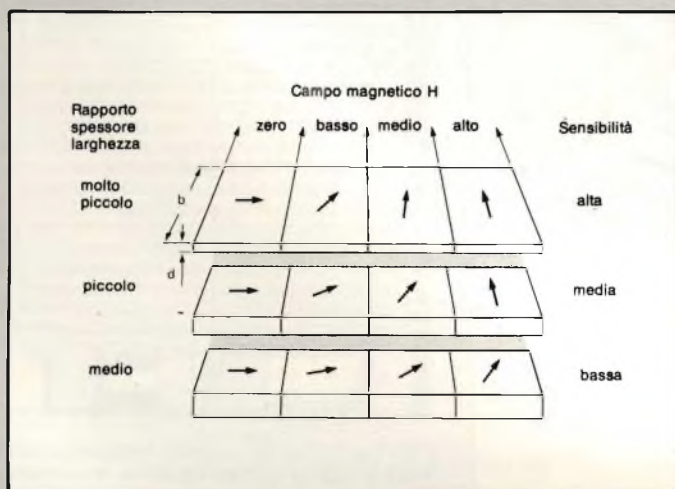 Campo magnetico H
Rapporto
spessore
larghezza
zero basso medio alto
Sensibilità
molto
piccolo
b
alta
d
piccolo
media
medio
bassa